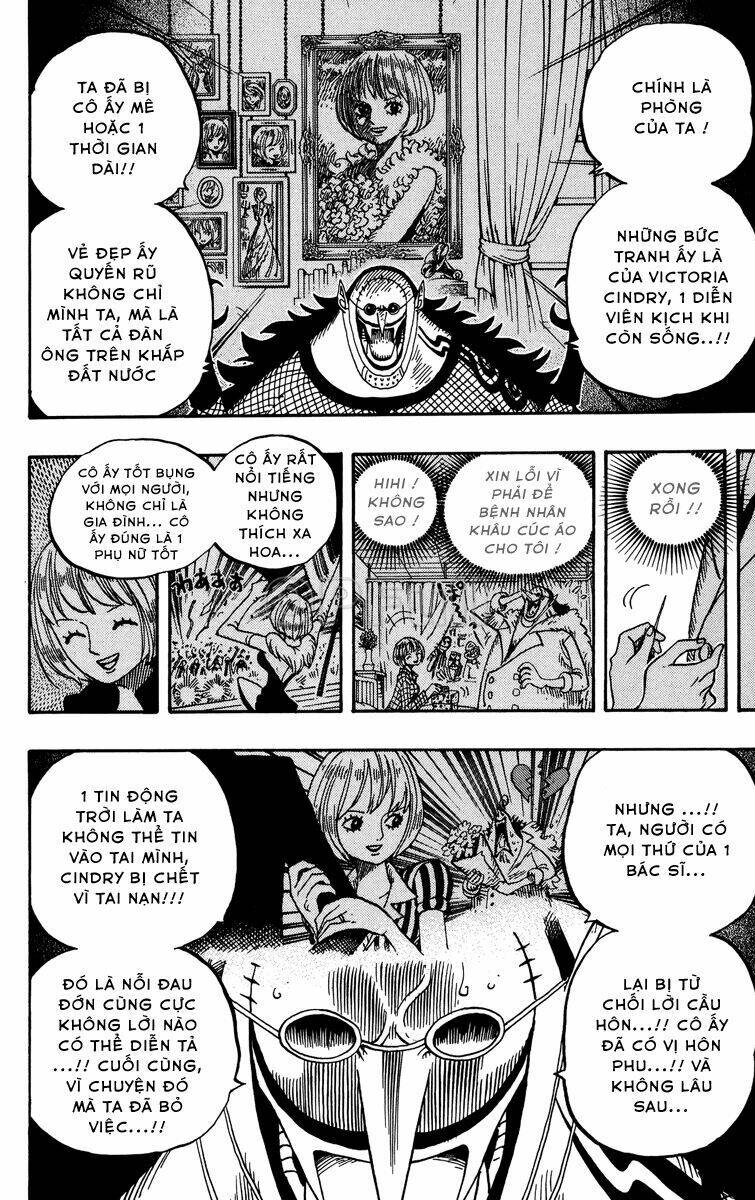 CHÍNH LÀ
PHÒNG
CỦA TA !
NHỮNG BỨC
TRANH ẤY LÀ
CỦA VICTORIA
CINDRY, 1 DIỄN
VIÊN KỊCH KHI
CÒN SỐNG..!!
TA ĐÃ BỊ
CÔ ẤY MÊ
HOẶC 1
THỜI GIAN
DÀI!!
VẺ ĐẸP ẤY
QUYẾN RŨ
KHÔNG CHỈ
MÌNH TA, MÀ LÀ
TẤT CẢ ĐÀN
ÔNG TRÊN KHẮP
ĐẤT NƯỚC
XONG
RỒI !!
XIN LỖI VÌ
PHẢI ĐỂ
BỆNH NHÂN
KHÂU CÚC ÁO
CHO TÔI !
HIHI !
KHÔNG
SAO !
CÔ ẤY RẤT
NỔI TIẾNG
NHƯNG
KHÔNG
THÍCH XA
HOA...
わあああ
CÔ ẤY TỐT BỤNG
VỚI MỌI NGƯỜI,
KHÔNG CHỈ LÀ
GIA ĐÌNH... CÔ
ẤY ĐÚNG LÀ 1
PHỤ NỮ TỐT
NHƯNG ...!!
TA, NGƯỜI CÓ
MỌI THỨ CỦA 1
BÁC SĨ...
LẠI BỊ TỪ
CHỐI LỜI CẦU
HÔN...!! CÔ ẤY
ĐÃ CÓ VỊ HÔN
PHU ...!! VÀ
KHÔNG LÂU
SAU...
1 TIN ĐỘNG
TRỜI LÀM TA
KHÔNG THỂ TIN
VÀO TAI MÌNH,
CINDRY BỊ CHẾT
VÌ TAI NẠN!!!
ĐÓ LÀ NỖI ĐAU
ĐỚN CÙNG CỰC
KHÔNG LỜI NÀO
CÓ THỂ DIỄN TẢ
...!! CUỐI CÙNG,
VÌ CHUYỆN ĐÓ
MÀ TA ĐÃ BỎ
VIỆC...!!